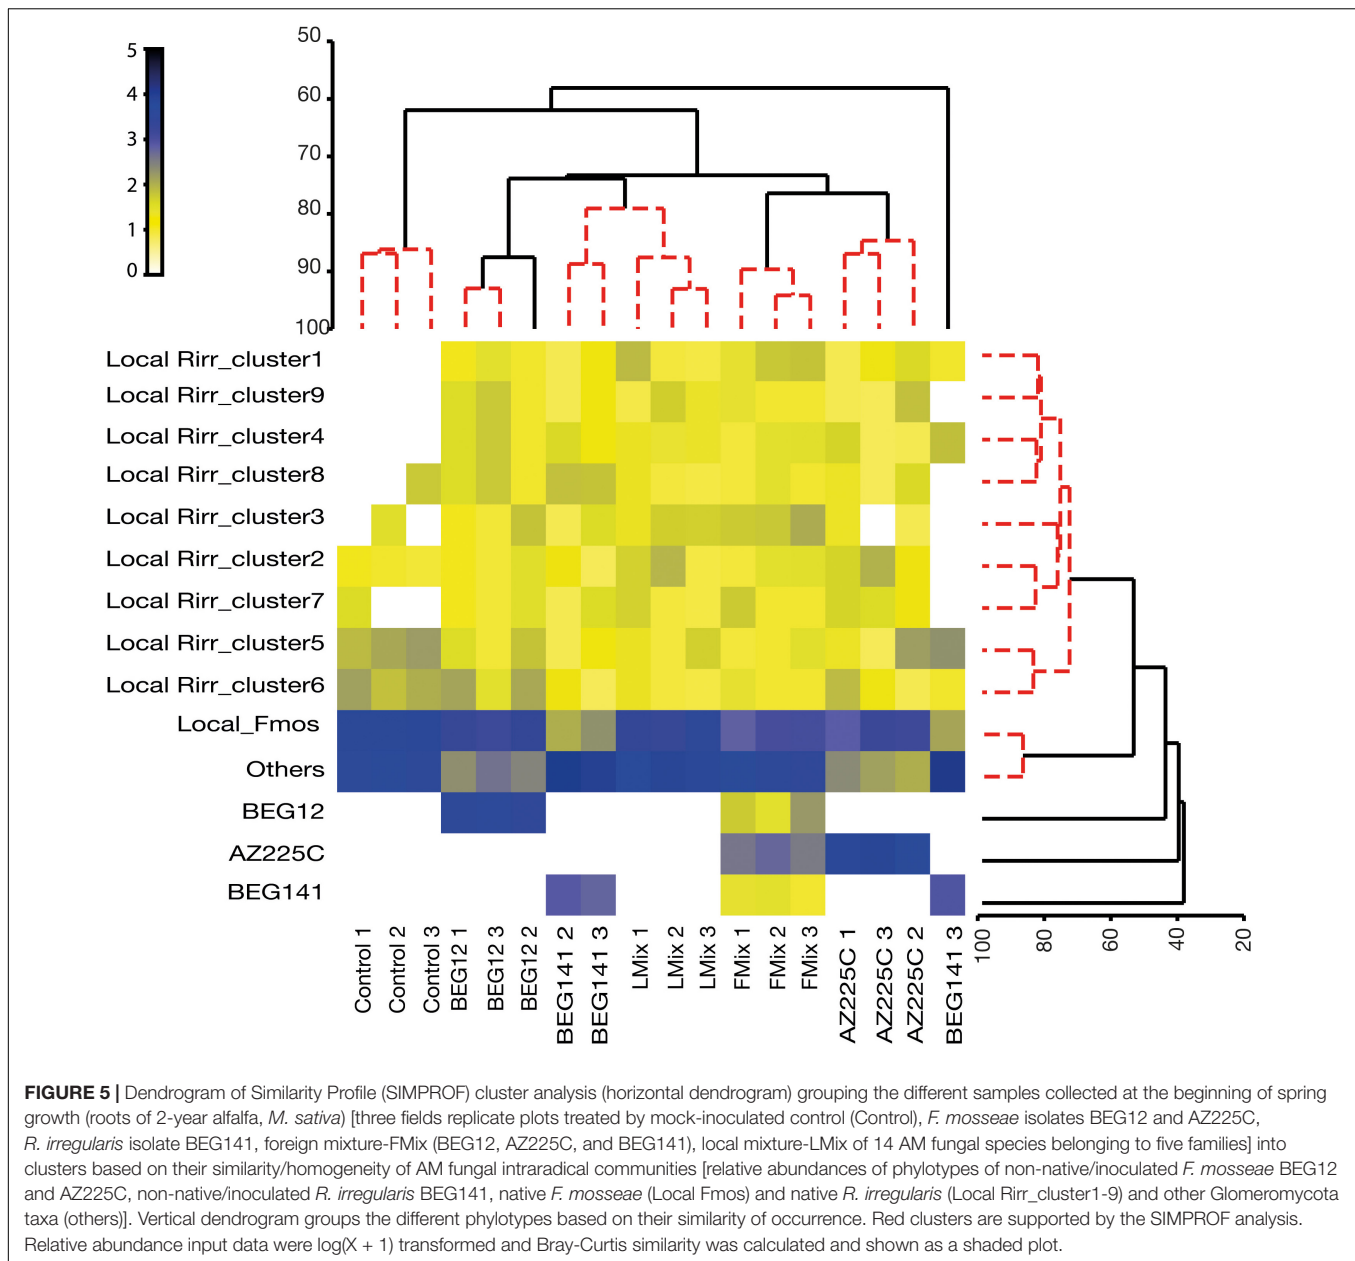 5
4
3
2
1
0
50
60
70
80
90
100
Local Rirr_cluster1
Local Rirr_cluster9
Local Rirr_cluster4
Local Rirr_cluster8
Local Rirr_cluster3
Local Rirr_cluster2
Local Rirr_cluster7
Local Rirr_cluster5
Local Rirr_cluster6
Local_Fmos
Others
BEG12
AZ225C
BEG141
Control 1
Control 2
Control 3
BEG12 1
BEG12 3
BEG12 2
BEG141 2
BEG141 3
LMix 1
LMix 2
LMix 3
FMix 1
FMix 2
FMix 3
AZ225C 1
AZ225C 3
AZ225C 2
BEG141 3
100
80
60
40
20
FIGURE 5 | Dendrogram of Similarity Profile (SIMPROF) cluster analysis (horizontal dendrogram) grouping the different samples collected at the beginning of spring
growth (roots of 2-year alfalfa, M. sativa) [three fields replicate plots treated by mock-inoculated control (Control), F. mosseae isolates BEG12 and AZ225C,
R. irregularis isolate BEG141, foreign mixture-FMix (BEG12, AZ225C, and BEG141), local mixture-LMix of 14 AM fungal species belonging to five families] into
clusters based on their similarity/homogeneity of AM fungal intraradical communities [relative abundances of phylotypes of non-native/inoculated F. mosseae BEG12
and AZ225C, non-native/inoculated R. irregularis BEG141, native F. mosseae (Local Fmos) and native R. irregularis (Local Rirr_cluster1-9) and other Glomeromycota
taxa (others)]. Vertical dendrogram groups the different phylotypes based on their similarity of occurrence. Red clusters are supported by the SIMPROF analysis.
Relative abundance input data were log(X + 1) transformed and Bray-Curtis similarity was calculated and shown as a shaded plot.